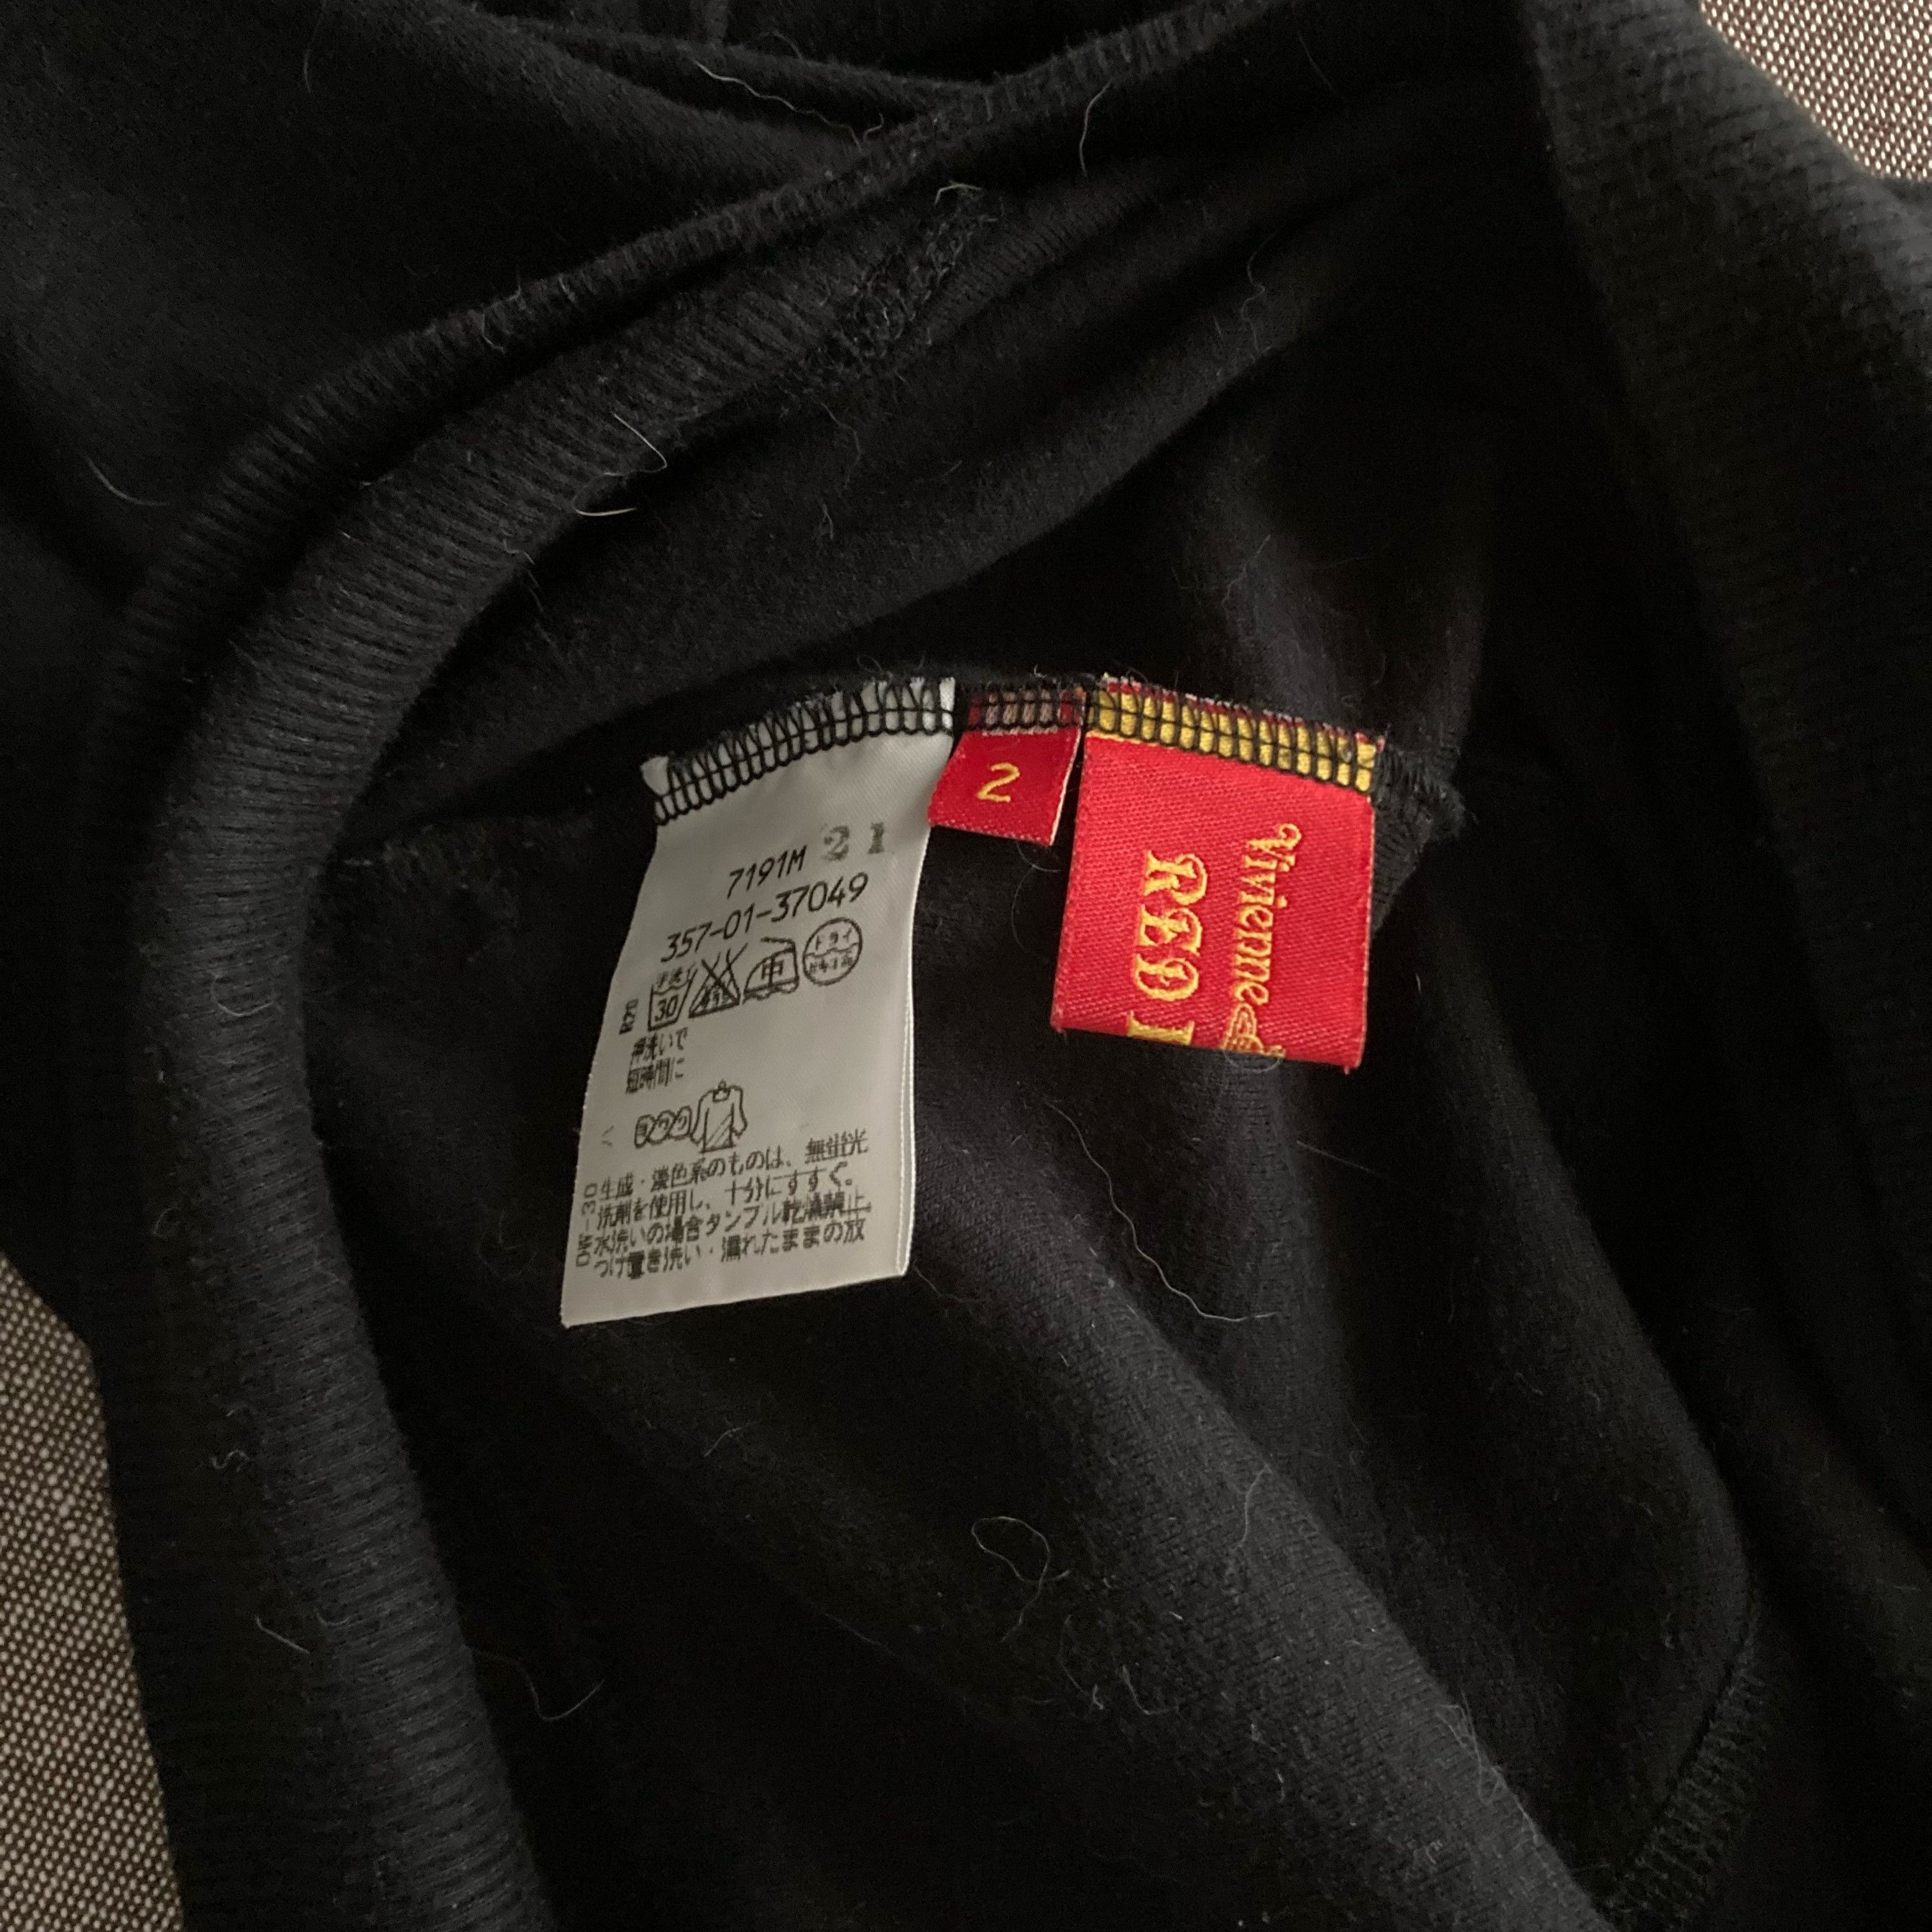 7191M 21
357-01-37049
手洗イ
30
中
ドライ
R20
押洗いで
短時間に
生成・淡色系のものは、無蛍光
洗剤を使用し、十分にすすぐ。
水洗いの場合タンブル乾燥禁止。
つけ置き洗い・濡れたままの放
2
Vivienne
RED